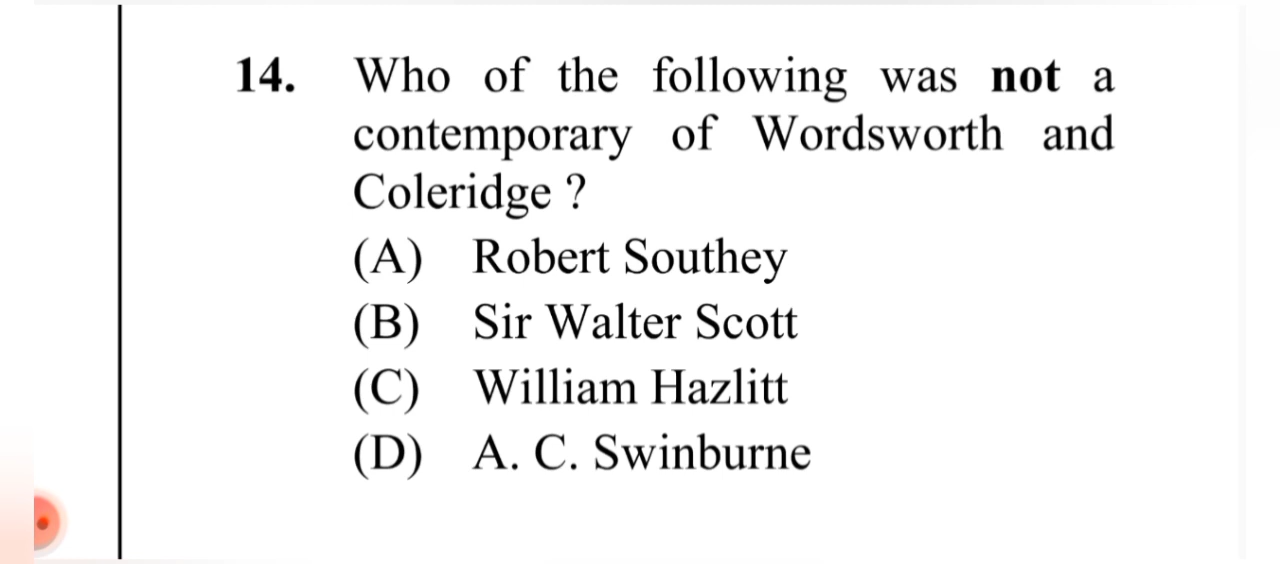 14. Who of the following was not a
contemporary of Wordsworth and
Coleridge ?
(A) Robert Southey
(B) Sir Walter Scott
(C) William Hazlitt
(D) A. C. Swinburne